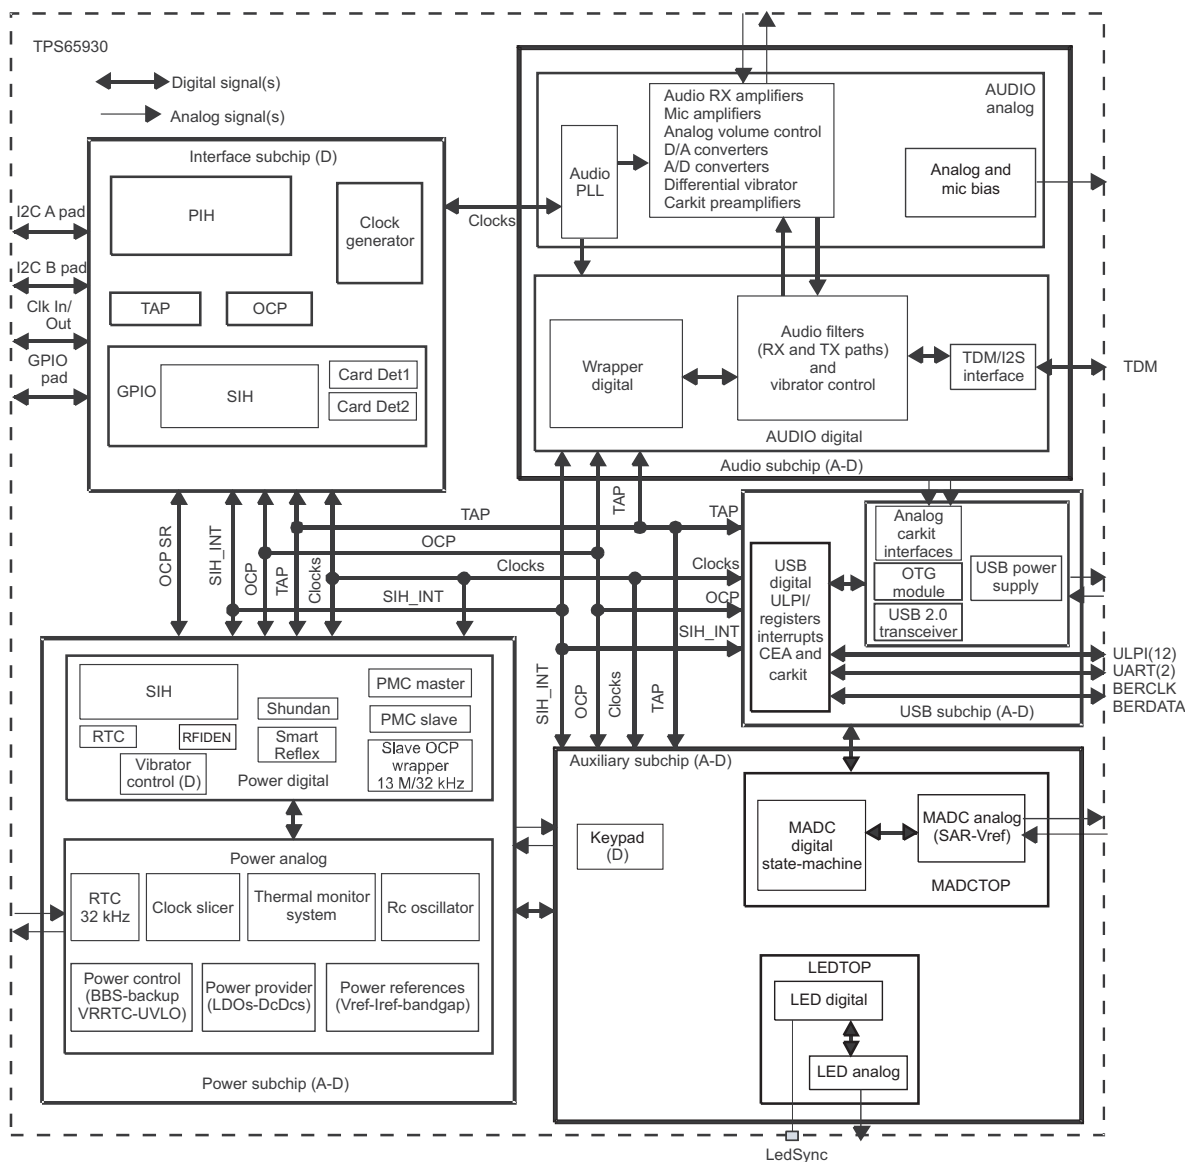 TPS65930
Digital signal(s)
Analog signal(s)
Interface subchip (D)
PIH
Clock
generator
TAP
OCP
GPIO
SIH
Card Det1
Card Det2
I2C A pad
I2C B pad
Clk In/
Out
GPIO
pad
Clocks
AUDIO
analog
Audio RX amplifiers
Mic amplifiers
Analog volume control
D/A converters
A/D converters
Differential vibrator
Carkit preamplifiers
Audio
PLL
Analog and
mic bias
Wrapper
digital
Audio filters
(RX and TX paths)
and
vibrator control
TDM/I2S
interface
TDM
AUDIO digital
Audio subchip (A-D)
OCP SR
SIH_INT
OCP
TAP
Clocks
TAP
OCP
Clocks
SIH_INT
TAP
TAP
Clocks
OCP
SIH_INT
SIH_INT
OCP
Clocks
TAP
USB
digital
ULPI/
registers
interrupts
CEA and
carkit
Analog
carkit
interfaces
OTG
module
USB 2.0
transceiver
USB power
supply
ULPI(12)
UART(2)
BERCLK
BERDATA
USB subchip (A-D)
SIH
RTC
RFIDEN
Vibrator
control (D)
Shundan
Smart
Reflex
PMC master
PMC slave
Slave OCP
wrapper
13 M/32 kHz
Power digital
Power analog
RTC
32 kHz
Clock slicer
Thermal monitor
system
Rc oscillator
Power control
(BBS-backup
VRRTC-UVLO)
Power provider
(LDOs-DcDcs)
Power references
(Vref-Iref-bandgap)
Power subchip (A-D)
Auxiliary subchip (A-D)
Keypad
(D)
MADC
digital
state-machine
MADC analog
(SAR-Vref)
MADCTOP
LEDTOP
LED digital
LED analog
LedSync